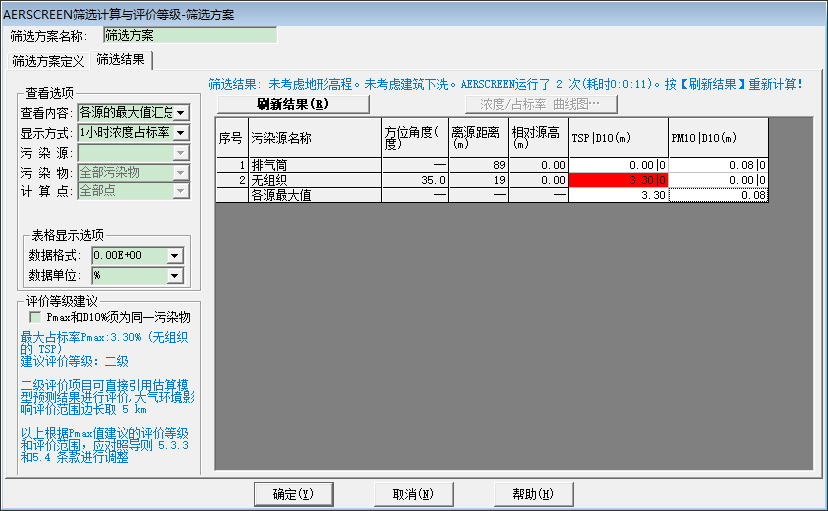 AERSCREEN筛选计算与评价等级-筛选方案
筛选方案名称: 筛选方案
筛选方案定义 筛选结果
筛选结果: 未考虑地形高程。未考虑建筑下洗。AERSCREEN运行了 2 次(耗时0:0:11)。按【刷新结果】重新计算!
刷新结果(R) 浓度/占标率 曲线图…
查看选项
查看内容: 各源的最大值汇总
显示方式: 1小时浓度占标率
污 染 源:
污 染 物: 全部污染物
计 算 点: 全部点
表格显示选项
数据格式: 0.00E+00
数据单位: %
评价等级建议
Pmax和D10%须为同一污染物
最大占标率Pmax:3.30% (无组织
的 TSP)
建议评价等级: 二级
二级评价项目可直接引用估算模
型预测结果进行评价,大气环境影
响评价范围边长取 5 km
以上根据Pmax值建议的评价等级
和评价范围, 应对照导则 5.3.3
和5.4 条款进行调整
序号 污染源名称 方位角度(度) 离源距离(m) 相对源高(m) TSP|D10(m) PM10|D10(m)
1 排气筒 — 89 0.00 0.00|0 0.08|0
2 无组织 35.0 19 0.00 3.30|0 0.00|0
各源最大值 — — — 3.30 0.08
确定(Y) 取消(N) 帮助(H)